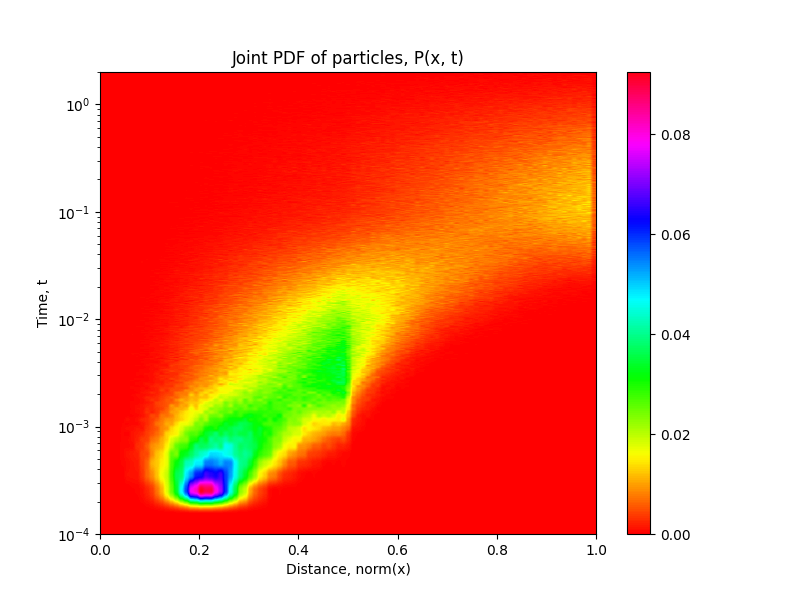 Joint PDF of particles, P(x, t)
Time, t
10⁰
10⁻¹
10⁻²
10⁻³
10⁻⁴
0.0 0.2 0.4 0.6 0.8 1.0
Distance, norm(x)
0.08
0.06
0.04
0.02
0.00